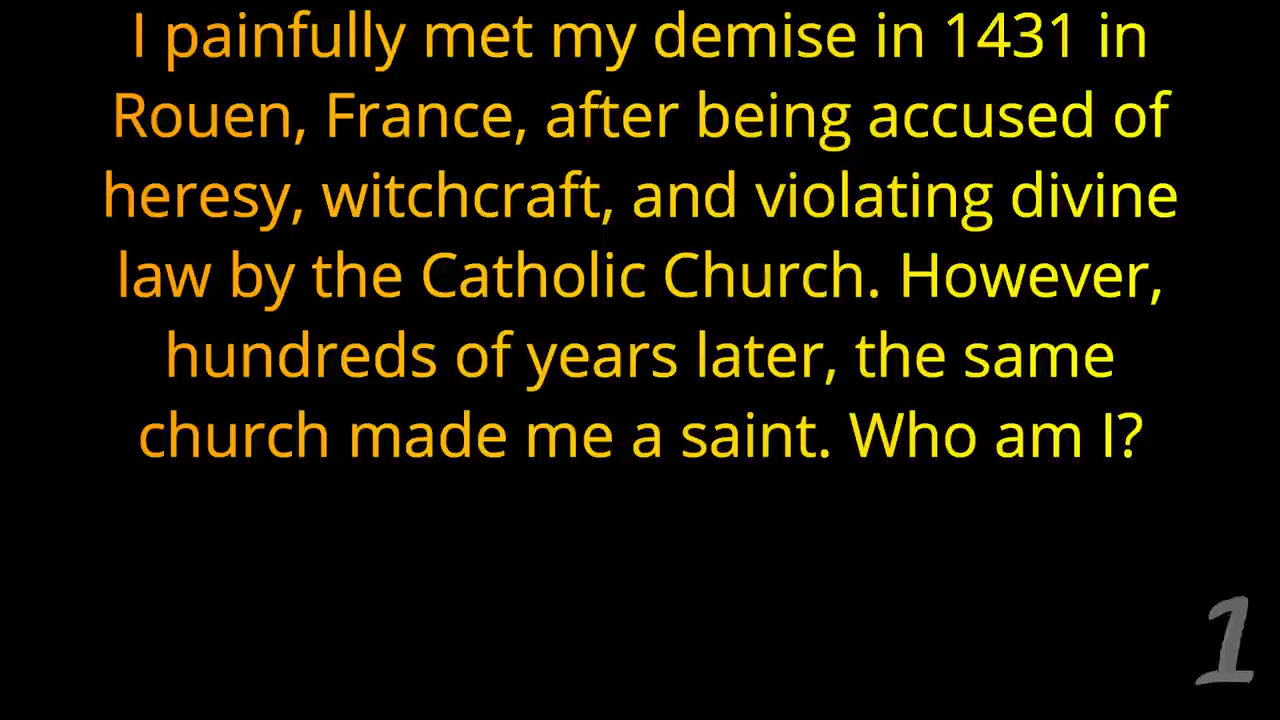 I painfully met my demise in 1431 in
Rouen, France, after being accused of
heresy, witchcraft, and violating divine
law by the Catholic Church. However,
hundreds of years later, the same
church made me a saint. Who am I?
1